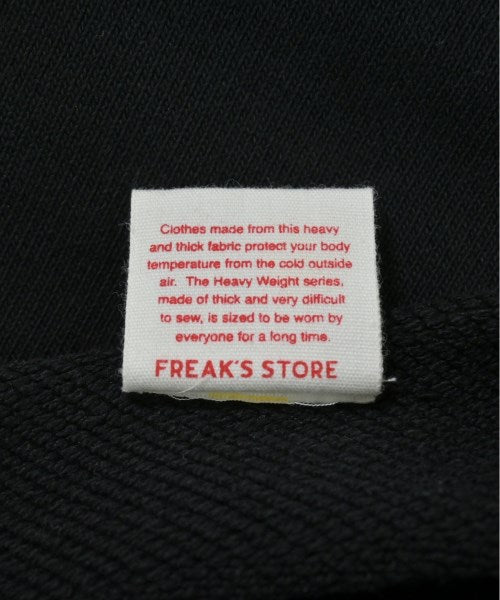 Clothes made from this heavy
and thick fabric protect your body
temperature from the cold outside
air. The Heavy Weight series,
made of thick and very difficult
to sew, is sized to be worn by
everyone for a long time.
FREAK'S STORE